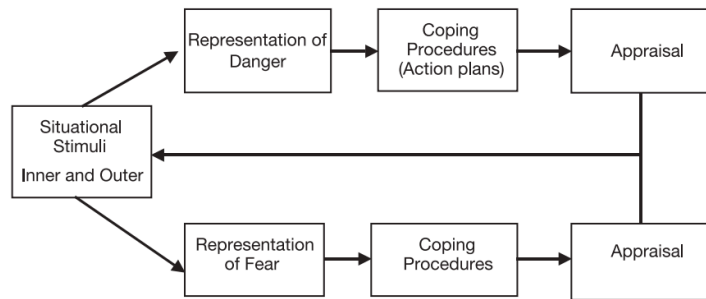 Representation of
Danger
Coping
Procedures
(Action plans)
Appraisal
Situational
Stimuli
Inner and Outer
Representation
of Fear
Coping
Procedures
Appraisal